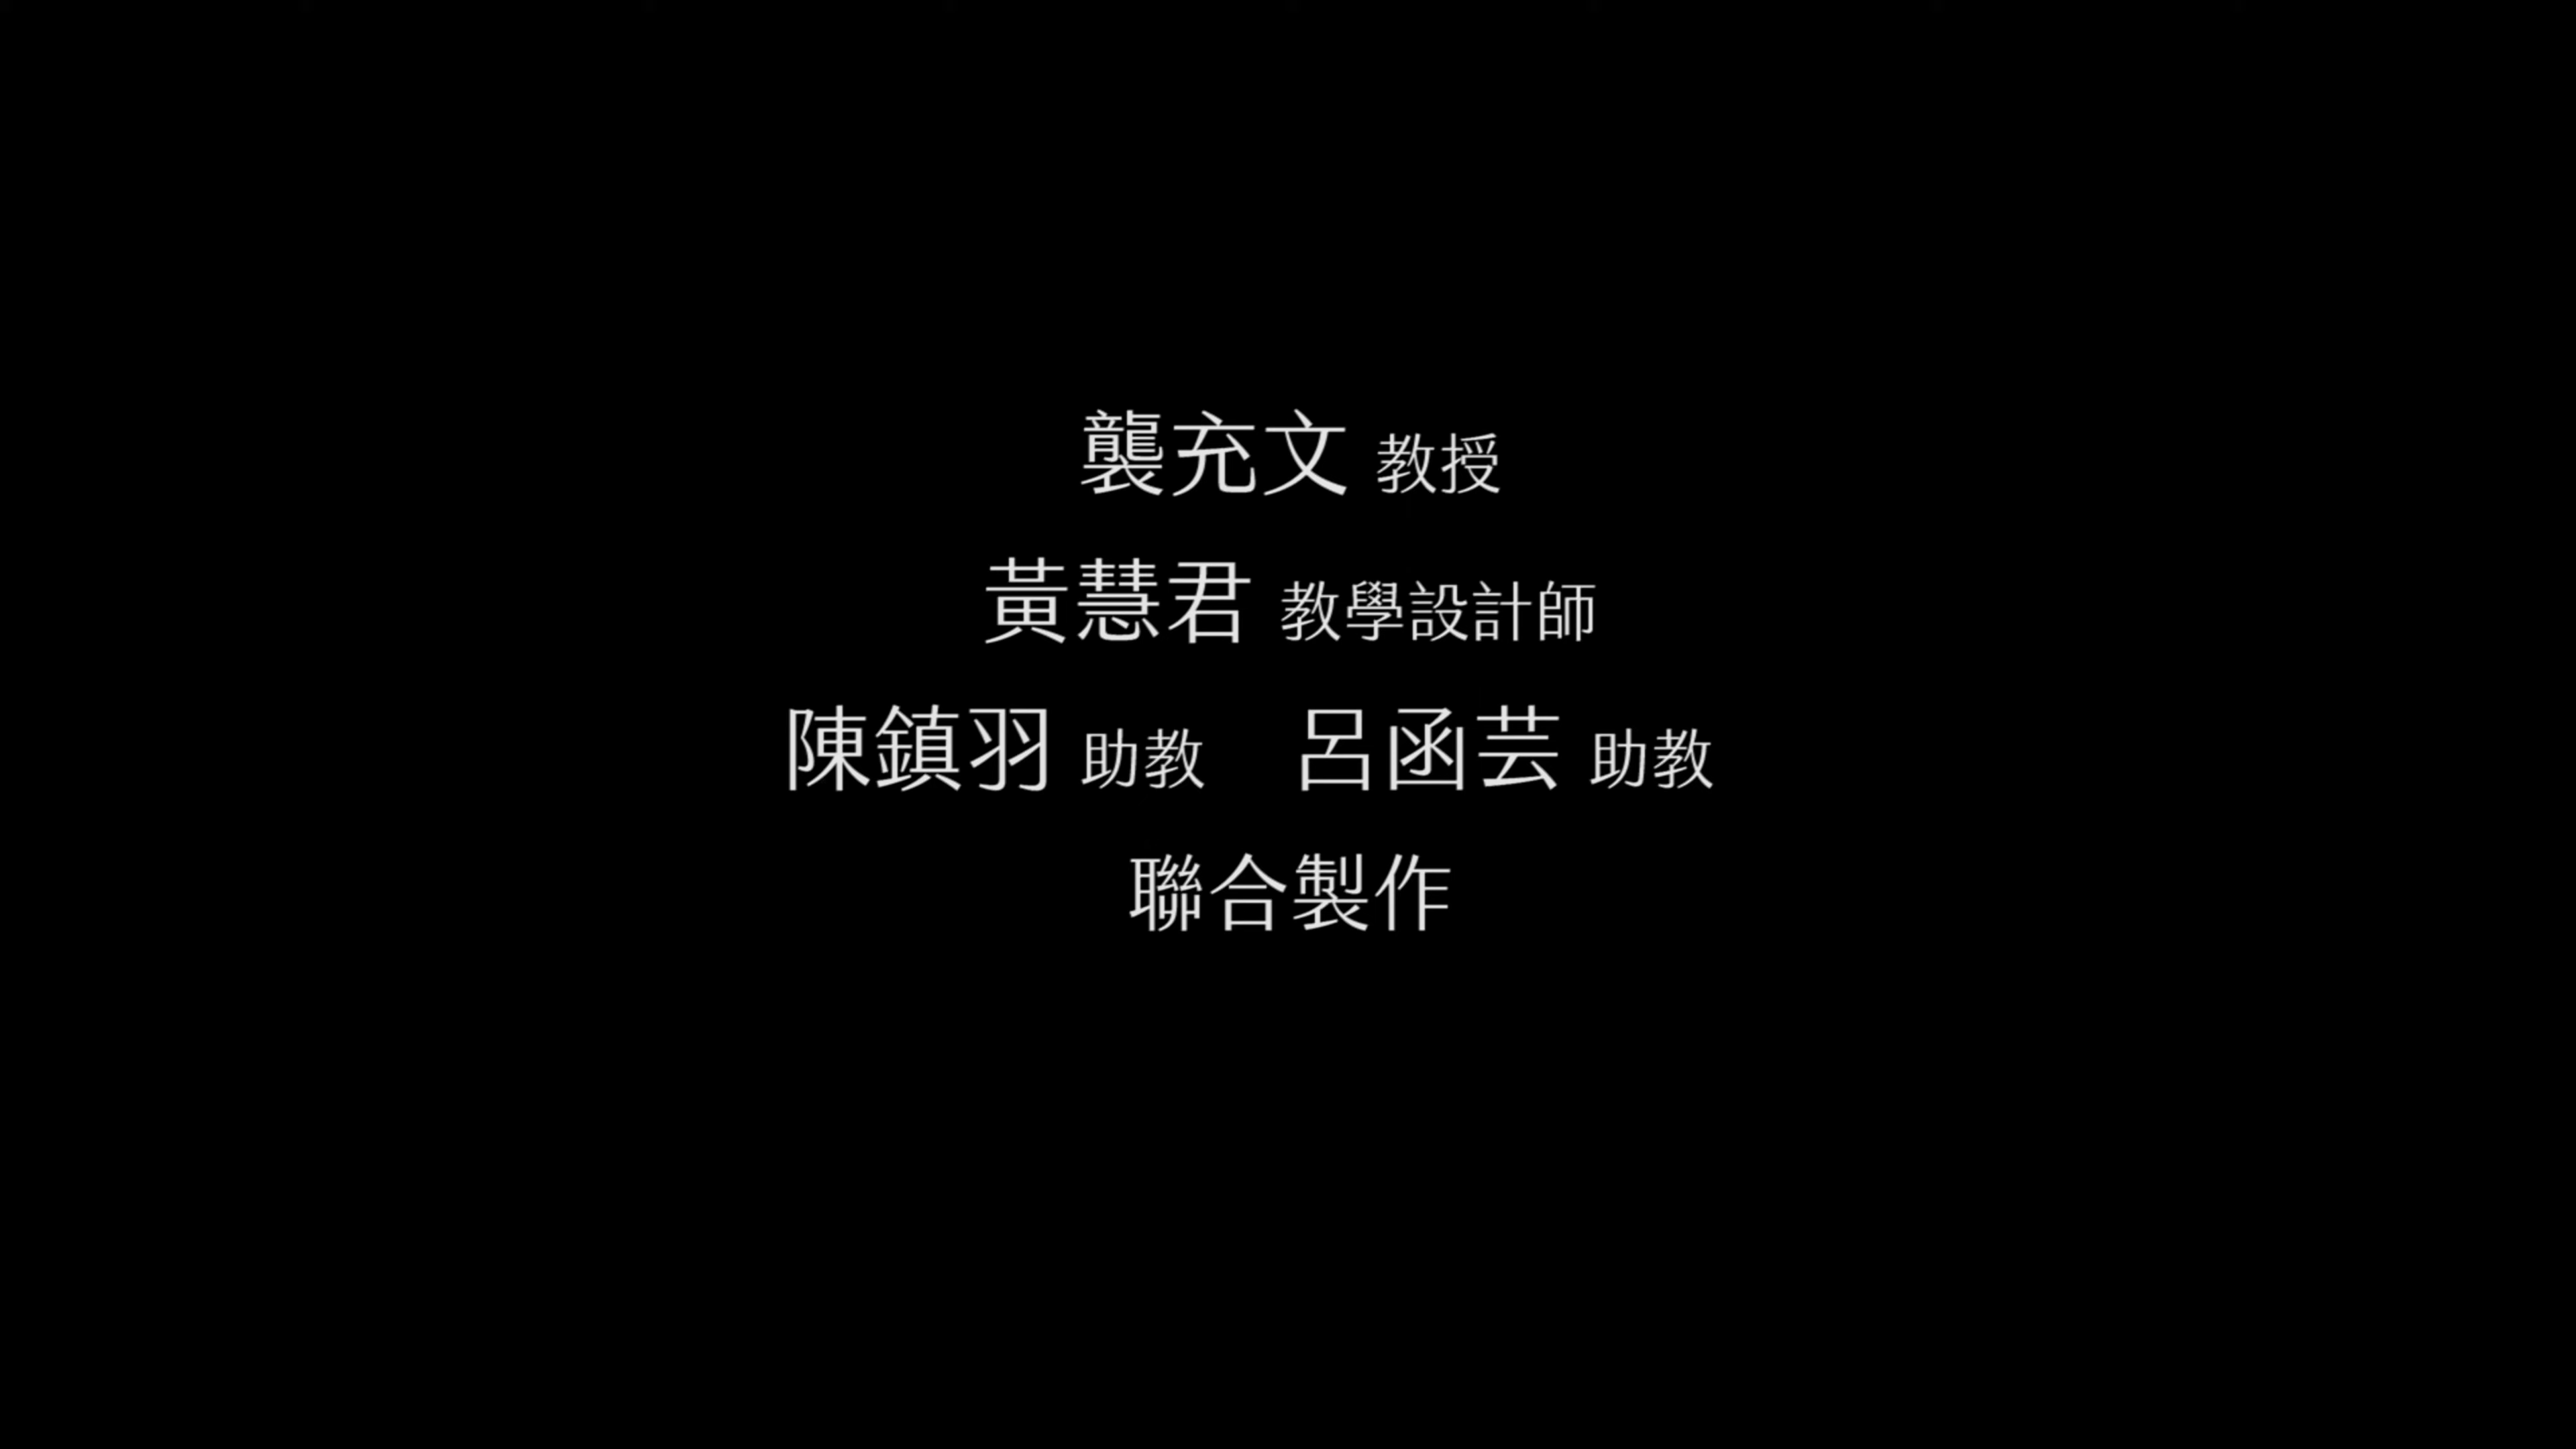 襲充文 教授
黃慧君 教學設計師
陳鎮羽 助教 呂函芸 助教
聯合製作